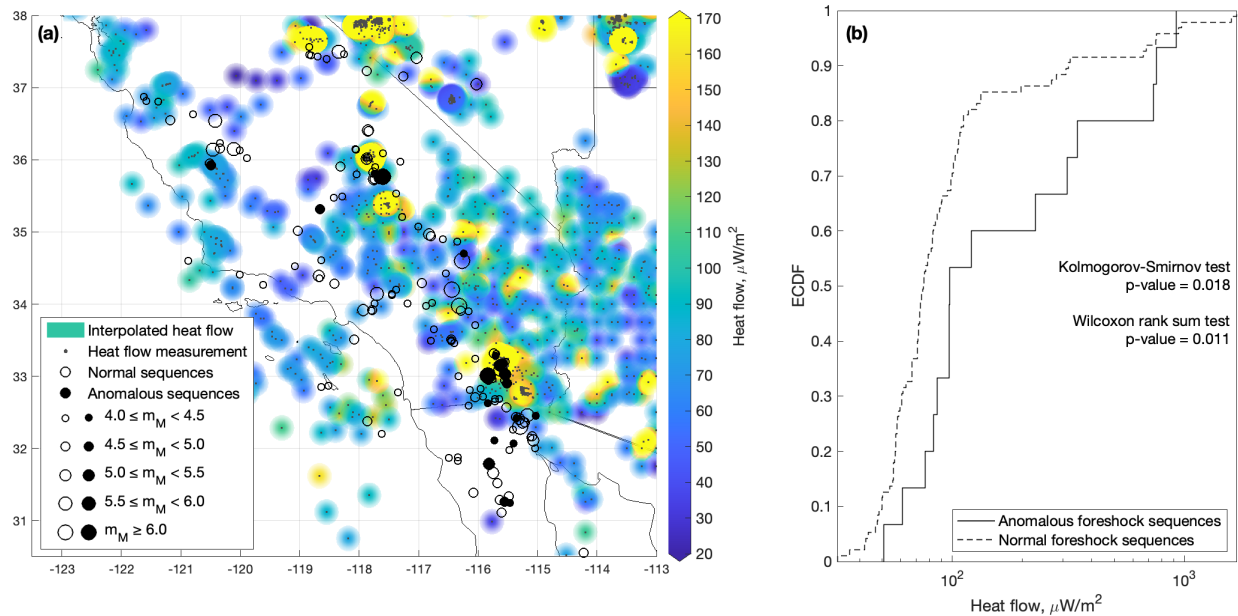 (a)
38
37
36
35
34
33
32
31
-123
-122
-121
-120
-119
-118
-117
-116
-115
-114
-113
Interpolated heat flow
Heat flow measurement
Normal sequences
Anomalous sequences
4.0 ≤ mM < 4.5
4.5 ≤ mM < 5.0
5.0 ≤ mM < 5.5
5.5 ≤ mM < 6.0
mM ≥ 6.0
170
160
150
140
130
120
110
100
90
80
70
60
50
40
30
20
Heat flow, μW/m2
(b)
1
0.9
0.8
0.7
0.6
0.5
0.4
0.3
0.2
0.1
0
ECDF
Kolmogorov-Smirnov test
p-value = 0.018
Wilcoxon rank sum test
p-value = 0.011
Anomalous foreshock sequences
Normal foreshock sequences
102
103
Heat flow, μW/m2